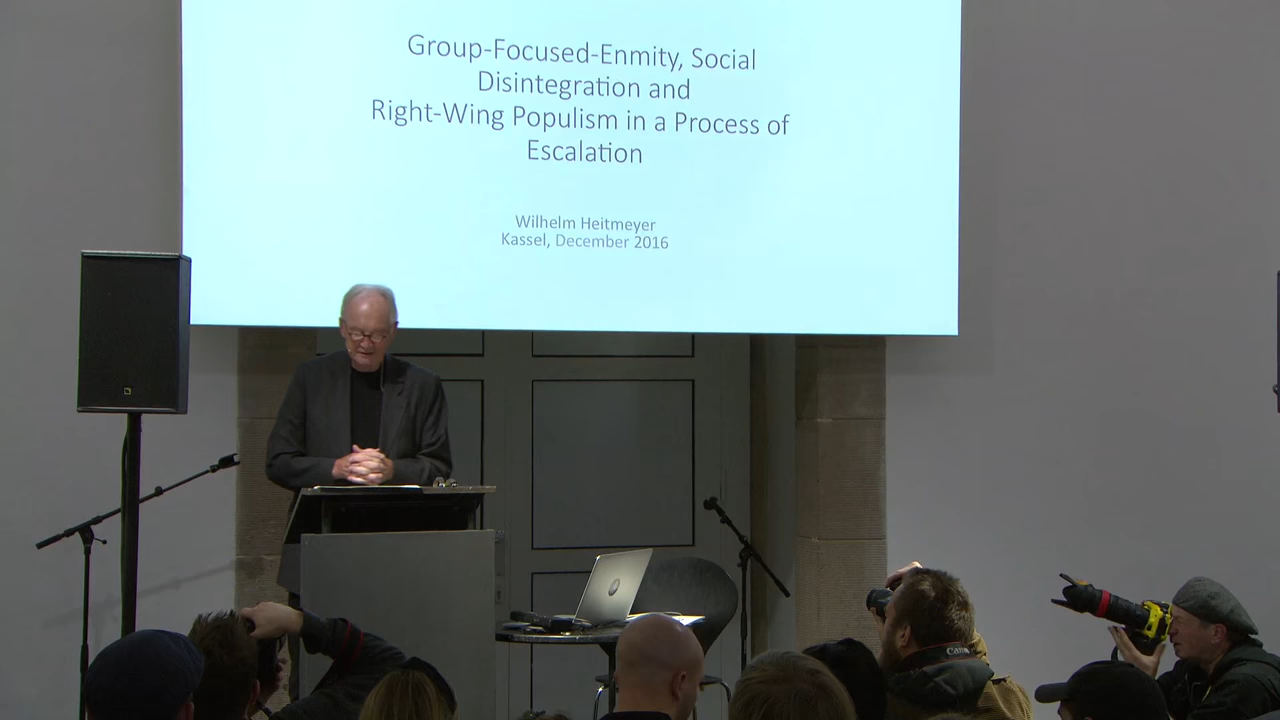 Group-Focused-Enmity, Social
Disintegration and
Right-Wing Populism in a Process of
Escalation
Wilhelm Heitmeyer
Kassel, December 2016
Canon